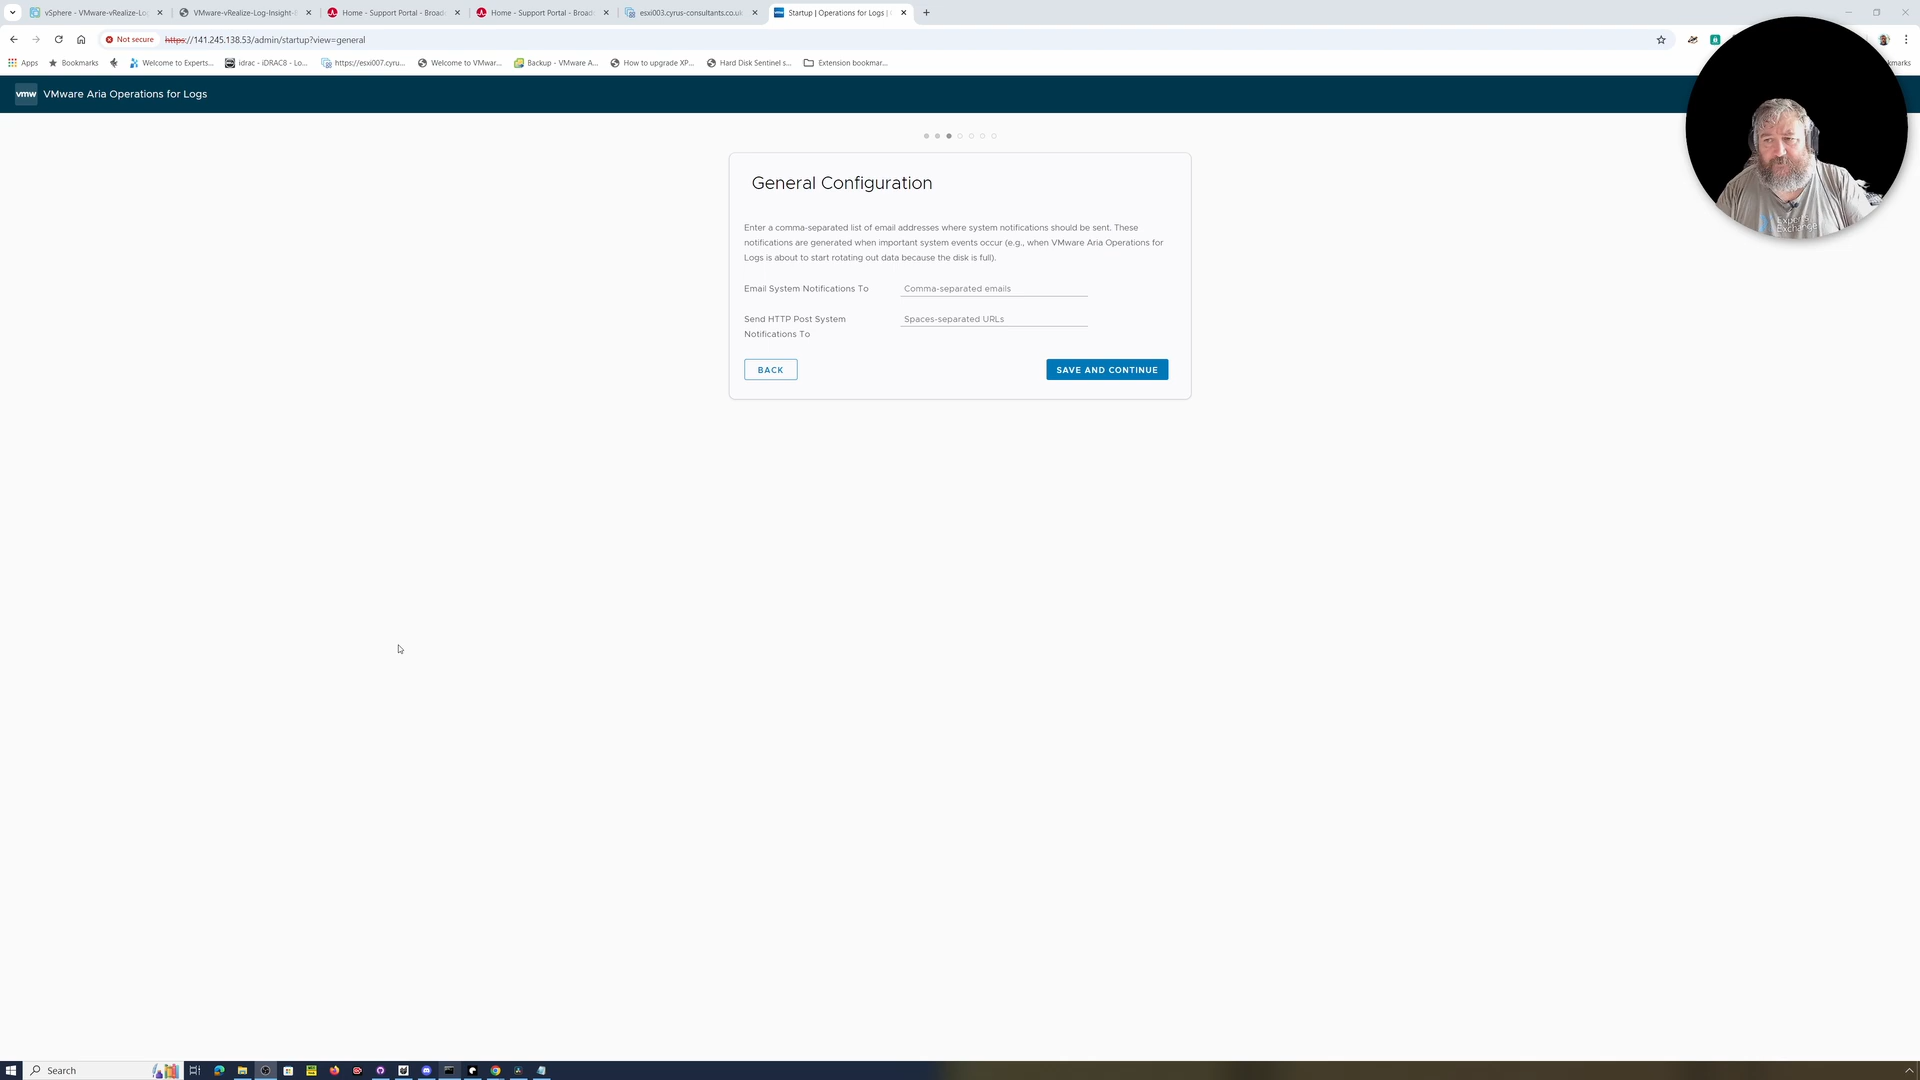 vSphere - VMware-vRealize-Lo
VMware-vRealize-Log-Insight-
Home - Support Portal - Broad
Home - Support Portal - Broad
esxi003.cyrus-consultants.co.uk
Startup | Operations for Logs |
Not secure
https://141.245.138.53/admin/startup?view=general
Apps
Bookmarks
Welcome to Experts...
idrac - iDRAC8 - Lo...
https://esxi007.cyru...
Welcome to VMwar...
Backup - VMware A...
How to upgrade XP...
Hard Disk Sentinel s...
Extension bookmar...
kmarks
vmw VMware Aria Operations for Logs
General Configuration
Enter a comma-separated list of email addresses where system notifications should be sent. These
notifications are generated when important system events occur (e.g., when VMware Aria Operations for
Logs is about to start rotating out data because the disk is full).
Email System Notifications To
Comma-separated emails
Send HTTP Post System
Notifications To
Spaces-separated URLs
BACK
SAVE AND CONTINUE
Experts
Exchange
Search